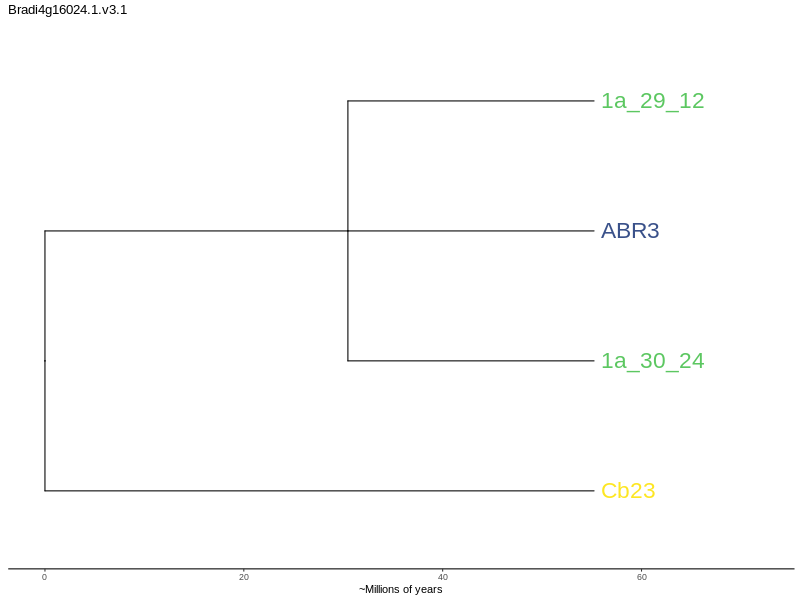 Bradi4g16024.1.v3.1
1a_29_12
ABR3
1a_30_24
Cb23
0 20 40 60
~Millions of years